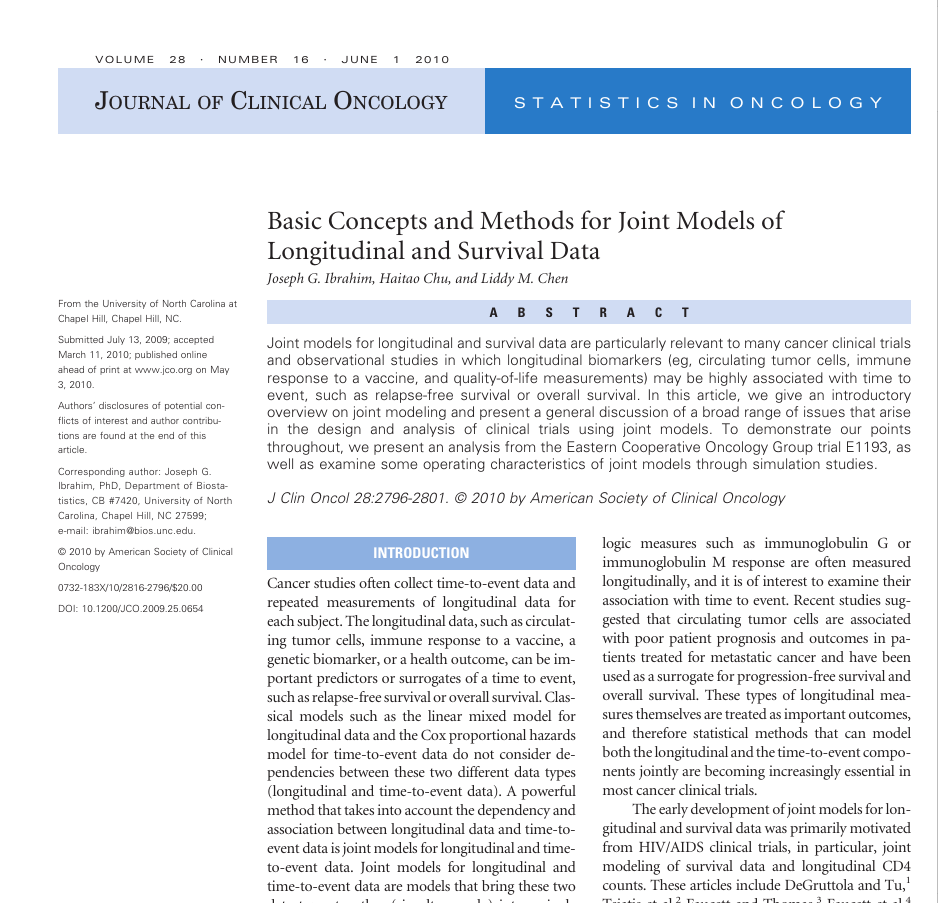 VOLUME 28 · NUMBER 16 · JUNE 1 2010
JOURNAL OF CLINICAL ONCOLOGY
STATISTICS IN ONCOLOGY
Basic Concepts and Methods for Joint Models of
Longitudinal and Survival Data
Joseph G. Ibrahim, Haitao Chu, and Liddy M. Chen
From the University of North Carolina at
Chapel Hill, Chapel Hill, NC.
Submitted July 13, 2009; accepted
March 11, 2010; published online
ahead of print at www.jco.org on May
3, 2010.
Authors' disclosures of potential con-
flicts of interest and author contribu-
tions are found at the end of this
article.
Corresponding author: Joseph G.
Ibrahim, PhD, Department of Biosta-
tistics, CB #7420, University of North
Carolina, Chapel Hill, NC 27599;
e-mail: ibrahim@bios.unc.edu.
© 2010 by American Society of Clinical
Oncology
0732-183X/10/2816-2796/$20.00
DOI: 10.1200/JCO.2009.25.0654
ABSTRACT
Joint models for longitudinal and survival data are particularly relevant to many cancer clinical trials
and observational studies in which longitudinal biomarkers (eg, circulating tumor cells, immune
response to a vaccine, and quality-of-life measurements) may be highly associated with time to
event, such as relapse-free survival or overall survival. In this article, we give an introductory
overview on joint modeling and present a general discussion of a broad range of issues that arise
in the design and analysis of clinical trials using joint models. To demonstrate our points
throughout, we present an analysis from the Eastern Cooperative Oncology Group trial E1193, as
well as examine some operating characteristics of joint models through simulation studies.
J Clin Oncol 28:2796-2801. © 2010 by American Society of Clinical Oncology
INTRODUCTION
Cancer studies often collect time-to-event data and
repeated measurements of longitudinal data for
each subject. The longitudinal data, such as circulat-
ing tumor cells, immune response to a vaccine, a
genetic biomarker, or a health outcome, can be im-
portant predictors or surrogates of a time to event,
such as relapse-free survival or overall survival. Clas-
sical models such as the linear mixed model for
longitudinal data and the Cox proportional hazards
model for time-to-event data do not consider de-
pendencies between these two different data types
(longitudinal and time-to-event data). A powerful
method that takes into account the dependency and
association between longitudinal data and time-to-
event data is joint models for longitudinal and time-
to-event data. Joint models for longitudinal and
time-to-event data are models that bring these two
logic measures such as immunoglobulin G or
immunoglobulin M response are often measured
longitudinally, and it is of interest to examine their
association with time to event. Recent studies sug-
gested that circulating tumor cells are associated
with poor patient prognosis and outcomes in pa-
tients treated for metastatic cancer and have been
used as a surrogate for progression-free survival and
overall survival. These types of longitudinal mea-
sures themselves are treated as important outcomes,
and therefore statistical methods that can model
both the longitudinal and the time-to-event compo-
nents jointly are becoming increasingly essential in
most cancer clinical trials.
The early development of joint models for lon-
gitudinal and survival data was primarily motivated
from HIV/AIDS clinical trials, in particular, joint
modeling of survival data and longitudinal CD4
counts. These articles include DeGruttola and Tu,1